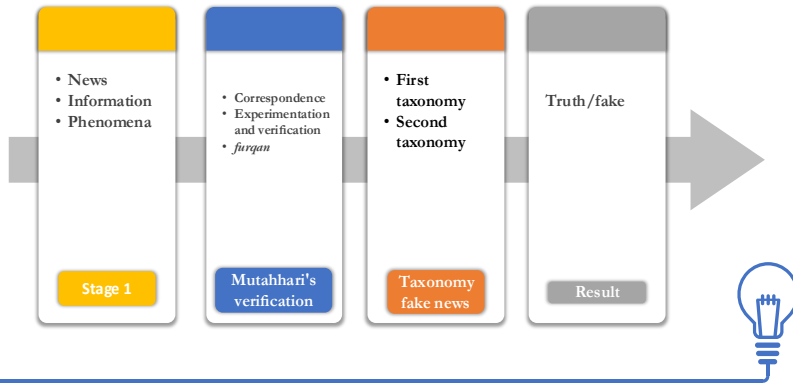 • News
• Information
• Phenomena
Stage 1
• Correspondence
• Experimentation
and verification
• furqan
Mutahhari's
verification
• First
taxonomy
• Second
taxonomy
Taxonomy
fake news
Truth/fake
Result